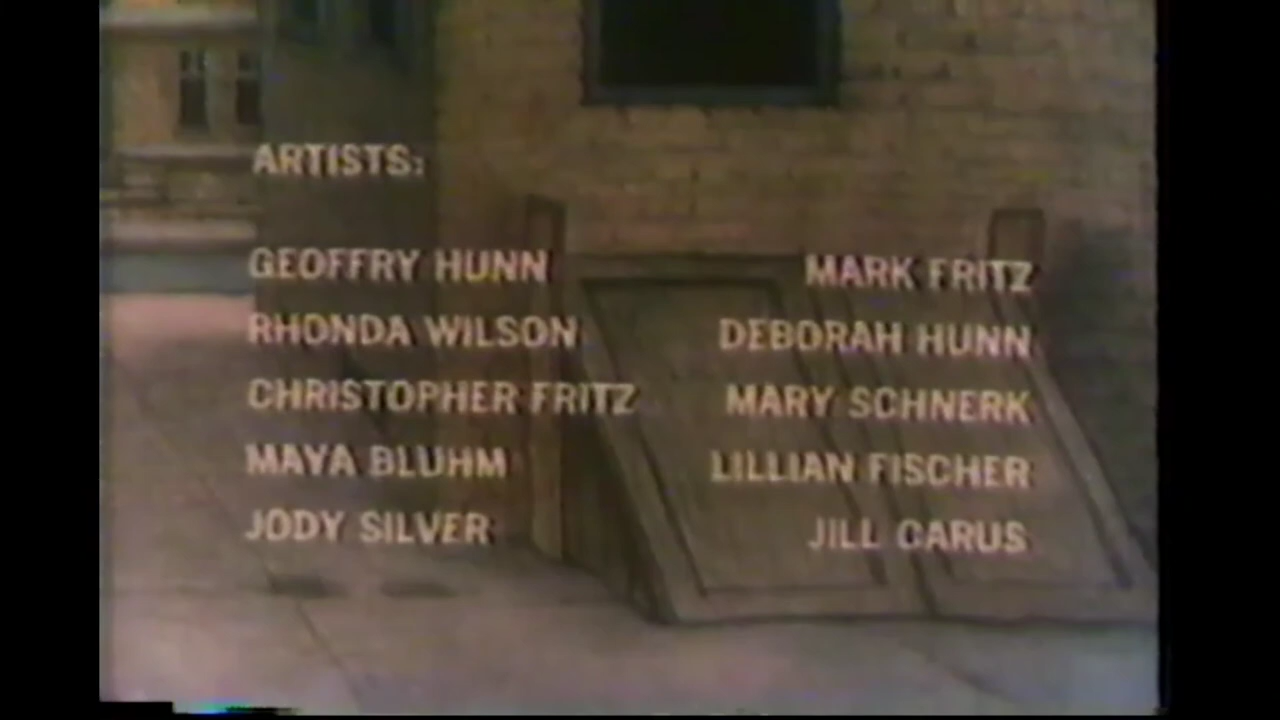 ARTISTS:
GEOFFRY HUNN
MARK FRITZ
RHONDA WILSON
DEBORAH HUNN
CHRISTOPHER FRITZ
MARY SCHNERK
MAYA BLUHM
LILLIAN FISCHER
JODY SILVER
JILL CARUS